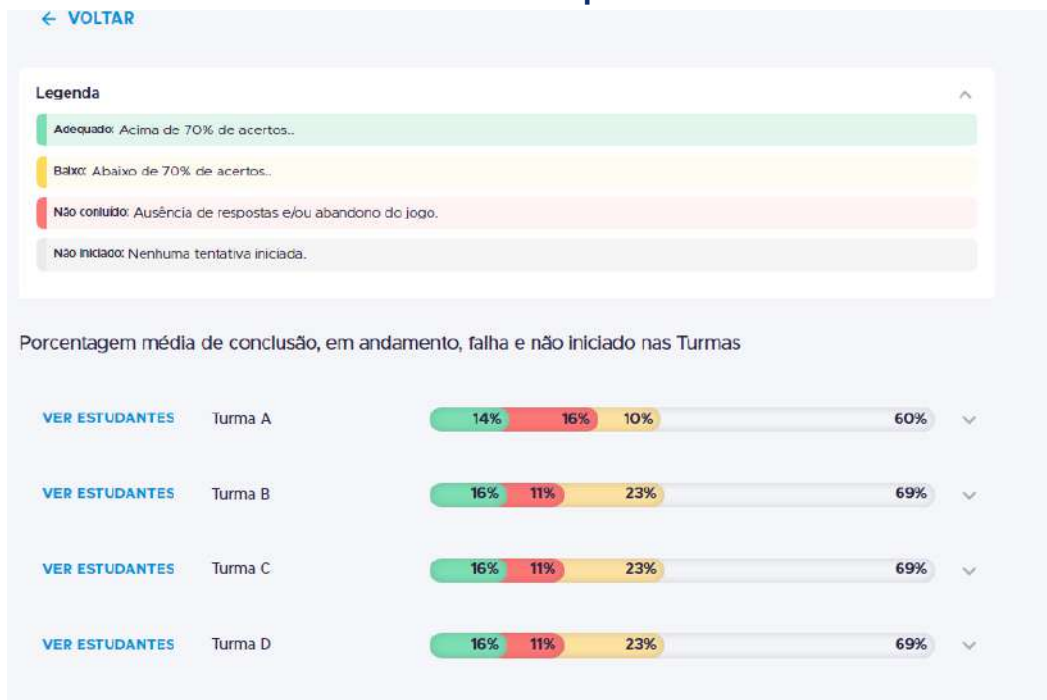 ← VOLTAR
Legenda
Adequado: Acima de 70% de acertos..
Baixo: Abaixo de 70% de acertos..
Não conluído: Ausência de respostas e/ou abandono do jogo.
Não iniciado: Nenhuma tentativa iniciada.
Porcentagem média de conclusão, em andamento, falha e não iniciado nas Turmas
VER ESTUDANTES Turma A 14% 16% 10% 60%
VER ESTUDANTES Turma B 16% 11% 23% 69%
VER ESTUDANTES Turma C 16% 11% 23% 69%
VER ESTUDANTES Turma D 16% 11% 23% 69%